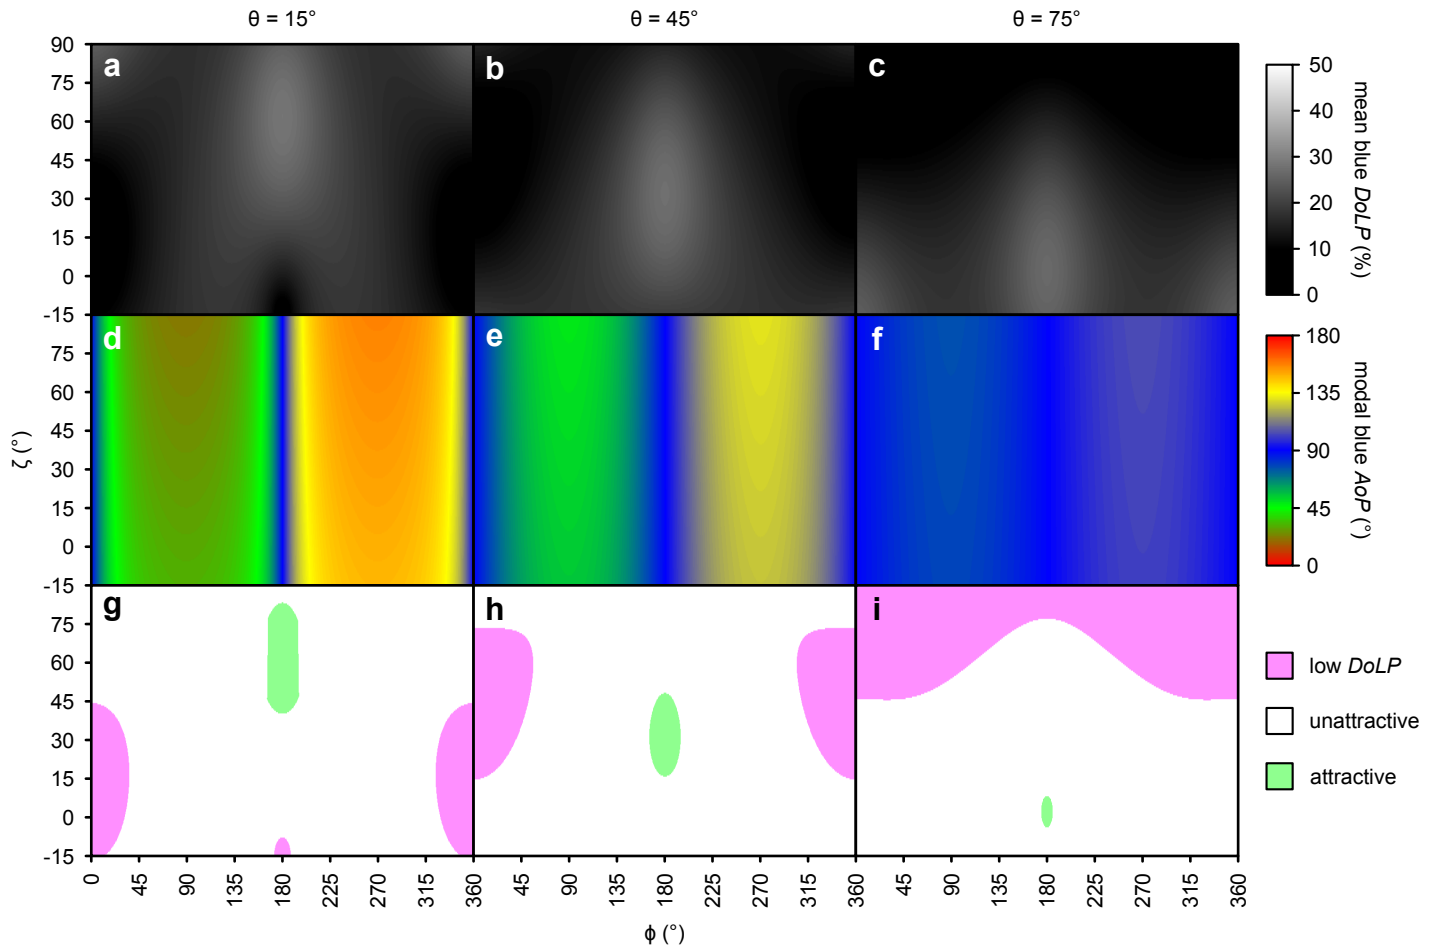 θ = 15° θ = 45° θ = 75°
90 a b c 50
75 40
60 30
45 20
30 10
15 0
0 mean blue DoLP (%)
-15 d e f 180
75 135
60 90
45 45
30 0
15 modal blue AoP (°)
0
ζ (°)
-15 g h i
75
60 low DoLP
45
30 unattractive
15
0 attractive
-15
0 45 90 135 180 225 270 315 360 45 90 135 180 225 270 315 360 45 90 135 180 225 270 315 360
ϕ (°)